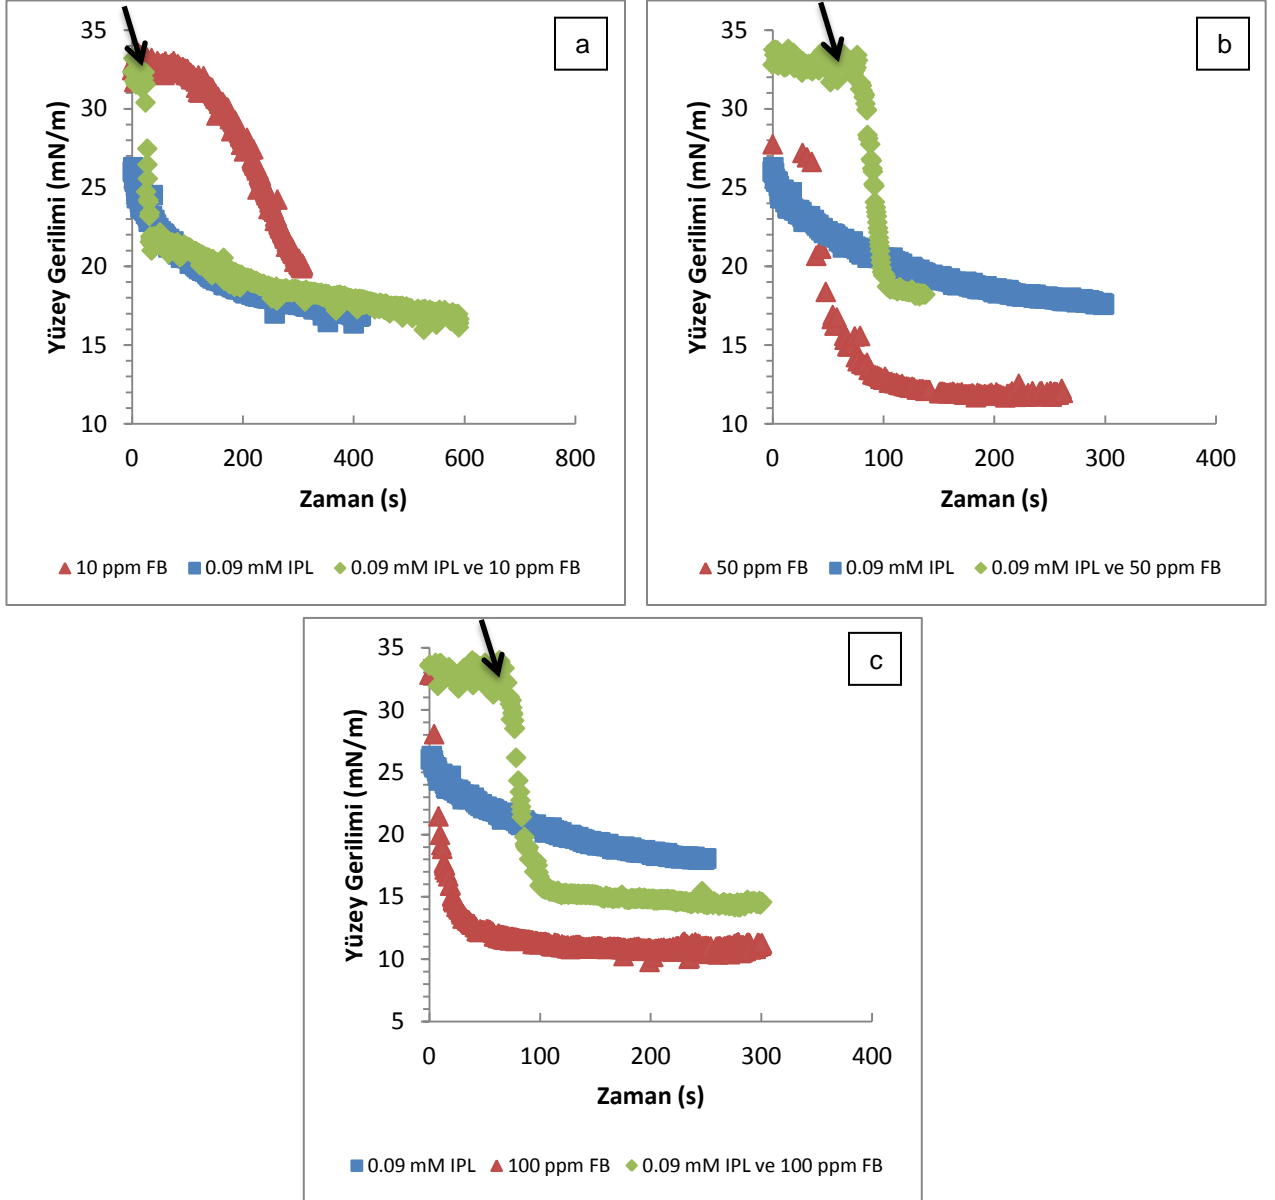 a
35
30
25
20
15
10
Yüzey Gerilimi (mN/m)
0 200 400 600 800
Zaman (s)
10 ppm FB 0.09 mM IPL 0.09 mM IPL ve 10 ppm FB
b
35
30
25
20
15
10
Yüzey Gerilimi (mN/m)
0 100 200 300 400
Zaman (s)
50 ppm FB 0.09 mM IPL 0.09 mM IPL ve 50 ppm FB
c
35
30
25
20
15
10
5
Yüzey Gerilimi (mN/m)
0 100 200 300 400
Zaman (s)
0.09 mM IPL 100 ppm FB 0.09 mM IPL ve 100 ppm FB